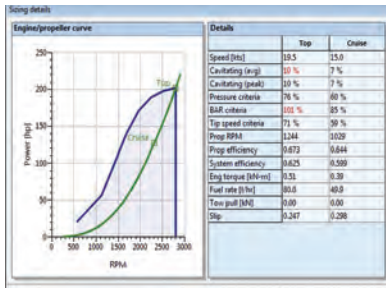 Sizing details
Engine/propeller curve
250
200
150
100
50
0
Power [hp]
Top
Cruise
0 500 1000 1500 2000 2500 3000
RPM
Details
Top Cruise
Speed [kts] 19.5 15.0
Cavitating (avg) 10 % 7 %
Cavitating (peak) 10 % 7 %
Pressure criteria 76 % 60 %
BAR criteria 101 % 85 %
Tip speed criteria 71 % 59 %
Prop RPM 1244 1029
Prop efficiency 0.673 0.644
System efficiency 0.625 0.599
Eng torque [kN-m] 0.51 0.39
Fuel rate [l/hr] 80.0 49.0
Tow pull [kN] 0.00 0.00
Slip 0.247 0.298